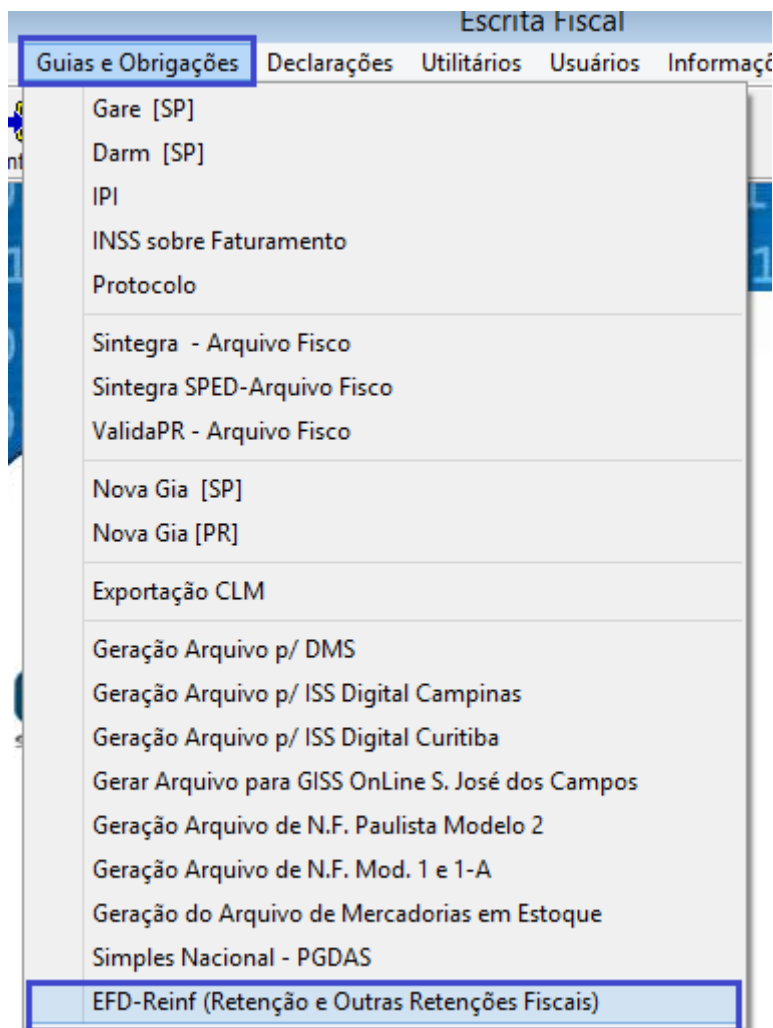 Escrita Fiscal
Guias e Obrigações Declarações Utilitários Usuários
Gare [SP]
Darm [SP]
IPI
INSS sobre Faturamento
Protocolo
Sintegra - Arquivo Fisco
Sintegra SPED-Arquivo Fisco
ValidaPR - Arquivo Fisco
Nova Gia [SP]
Nova Gia [PR]
Exportação CLM
Geração Arquivo p/ DMS
Geração Arquivo p/ ISS Digital Campinas
Geração Arquivo p/ ISS Digital Curitiba
Gerar Arquivo para GISS OnLine S. José dos Campos
Geração Arquivo de N.F. Paulista Modelo 2
Geração Arquivo de N.F. Mod. 1 e 1-A
Geração do Arquivo de Mercadorias em Estoque
Simples Nacional - PGDAS
EFD-Reinf (Retenção e Outras Retenções Fiscais)